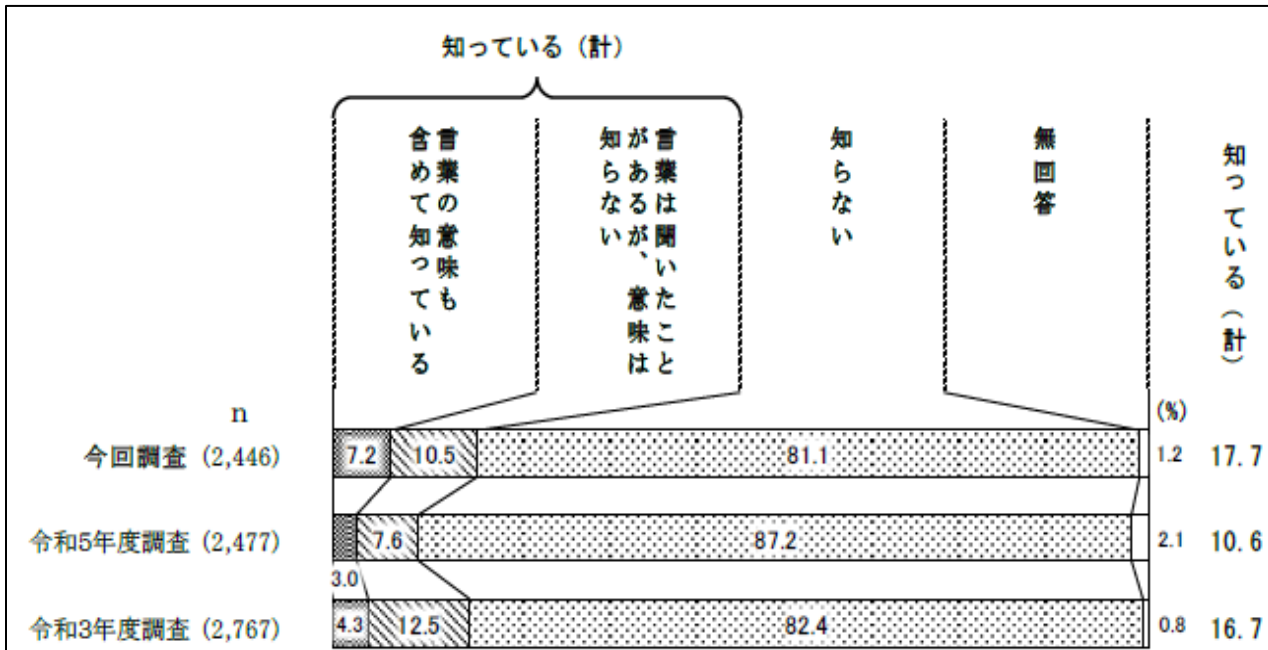 知っている（計）
言葉の意味も
含めて知っている
言葉は聞いたこと
があるが、意味は
知らない
知らない
無回答
知っている（計）
n
(%)
今回調査 (2,446) 7.2 10.5 81.1 1.2 17.7
令和5年度調査 (2,477) 7.6 87.2 2.1 10.6
3.0
令和3年度調査 (2,767) 4.3 12.5 82.4 0.8 16.7